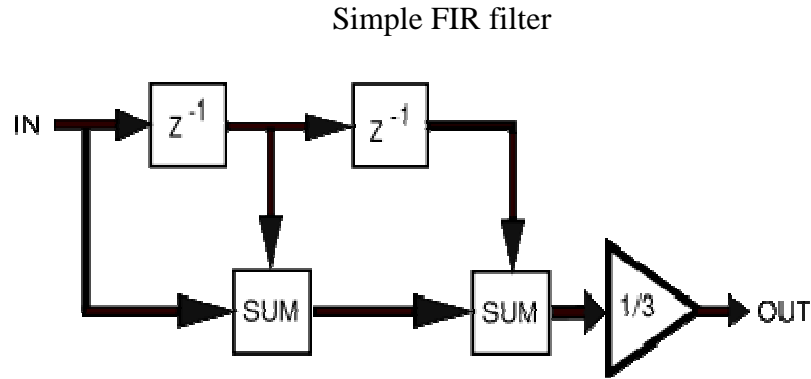 Simple FIR filter
IN
z -1
z -1
SUM
SUM
1/3
OUT